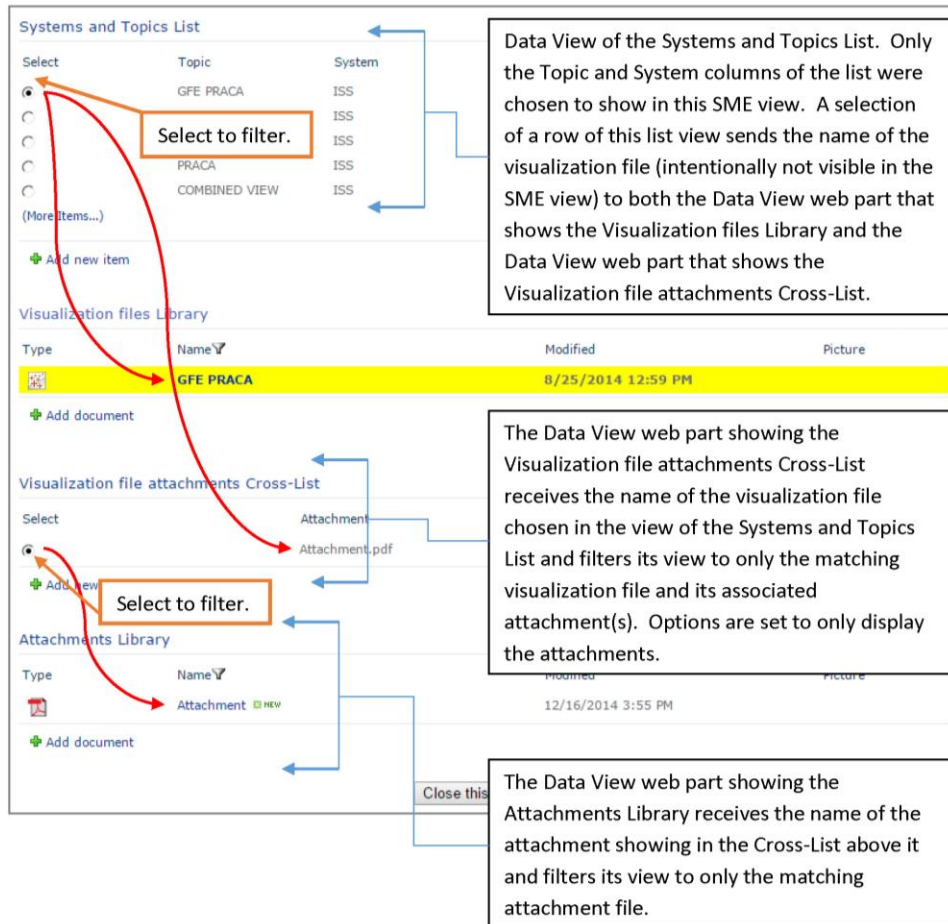 Systems and Topics List
Select Topic System
GFE PRACA ISS
ISS
ISS
PRACA ISS
COMBINED VIEW ISS
(More Items...)
Add new item
Select to filter.
Data View of the Systems and Topics List. Only
the Topic and System columns of the list were
chosen to show in this SME view. A selection
of a row of this list view sends the name of the
visualization file (intentionally not visible in the
SME view) to both the Data View web part that
shows the Visualization files Library and the
Data View web part that shows the
Visualization file attachments Cross-List.
Visualization files Library
Type Name Modified Picture
GFE PRACA 8/25/2014 12:59 PM
Add document
Visualization file attachments Cross-List
Select Attachment
Attachment.pdf
Add new
Select to filter.
The Data View web part showing the
Visualization file attachments Cross-List
receives the name of the visualization file
chosen in the view of the Systems and Topics
List and filters its view to only the matching
visualization file and its associated
attachment(s). Options are set to only display
the attachments.
Attachments Library
Type Name Modified Picture
Attachment NEW 12/16/2014 3:55 PM
Add document
Close this
The Data View web part showing the
Attachments Library receives the name of the
attachment showing in the Cross-List above it
and filters its view to only the matching
attachment file.